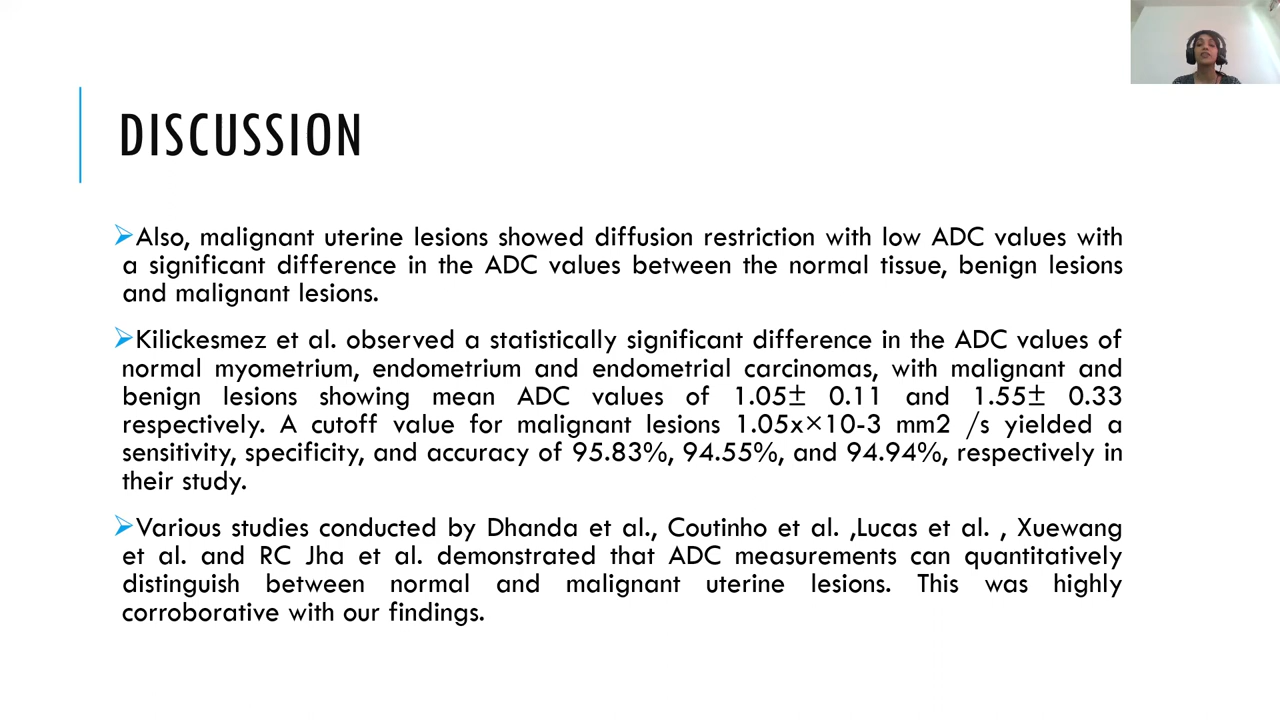 DISCUSSION
➢Also, malignant uterine lesions showed diffusion restriction with low ADC values with
a significant difference in the ADC values between the normal tissue, benign lesions
and malignant lesions.
➢Kilickesmez et al. observed a statistically significant difference in the ADC values of
normal myometrium, endometrium and endometrial carcinomas, with malignant and
benign lesions showing mean ADC values of 1.05± 0.11 and 1.55± 0.33
respectively. A cutoff value for malignant lesions 1.05x×10-3 mm2 /s yielded a
sensitivity, specificity, and accuracy of 95.83%, 94.55%, and 94.94%, respectively in
their study.
➢Various studies conducted by Dhanda et al., Coutinho et al. ,Lucas et al. , Xuewang
et al. and RC Jha et al. demonstrated that ADC measurements can quantitatively
distinguish between normal and malignant uterine lesions. This was highly
corroborative with our findings.